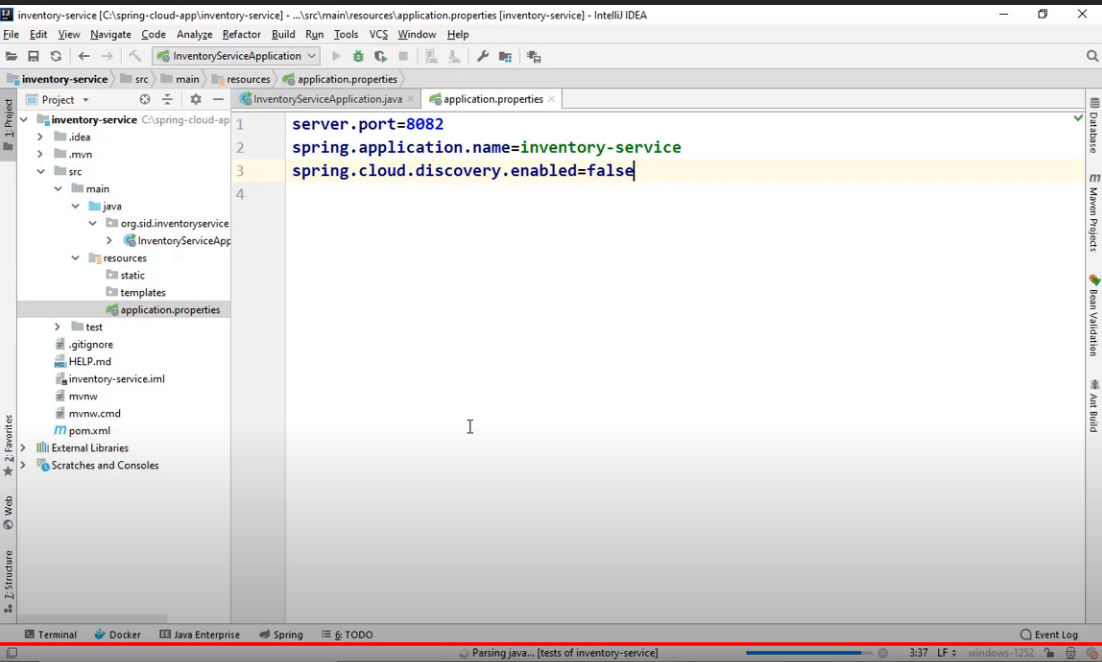 inventory-service [C:\spring-cloud-app\inventory-service] - ...\src\main\resources\application.properties [inventory-service] - IntelliJ IDEA
File Edit View Navigate Code Analyze Refactor Build Run Tools VCS Window Help
InventoryServiceApplication
inventory-service src main resources application.properties
Project
InventoryServiceApplication.java
application.properties
1: Project
2: Favorites
Web
7: Structure
inventory-service C:\spring-cloud-ap
.idea
.mvn
src
main
java
org.sid.inventoryservice
InventoryServiceApp
resources
static
templates
application.properties
test
.gitignore
HELP.md
inventory-service.iml
mvnw
mvnw.cmd
pom.xml
External Libraries
Scratches and Consoles
1 server.port=8082
2 spring.application.name=inventory-service
3 spring.cloud.discovery.enabled=false
4
Database
Maven Projects
Bean Validation
Ant Build
Terminal Docker Java Enterprise Spring 6: TODO Event Log
Parsing java... [tests of inventory-service] 3:37 LF windows-1252